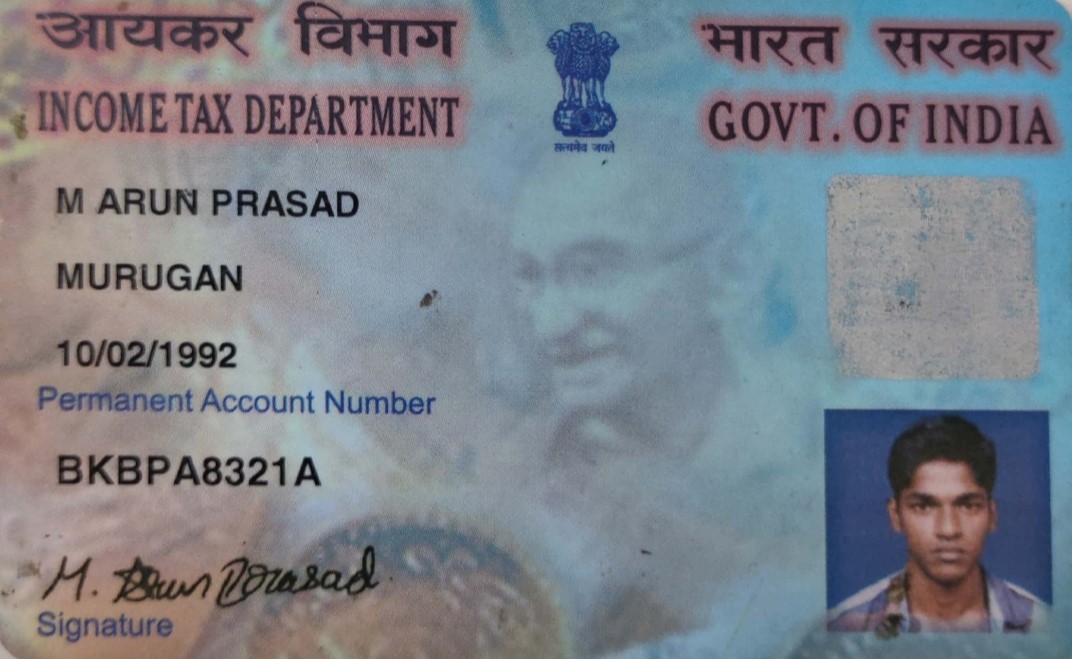 आयकर विभाग
INCOME TAX DEPARTMENT
सत्यमेव जयते
भारत सरकार
GOVT. OF INDIA
M ARUN PRASAD
MURUGAN
10/02/1992
Permanent Account Number
BKBPA8321A
M. Arun Prasad
Signature